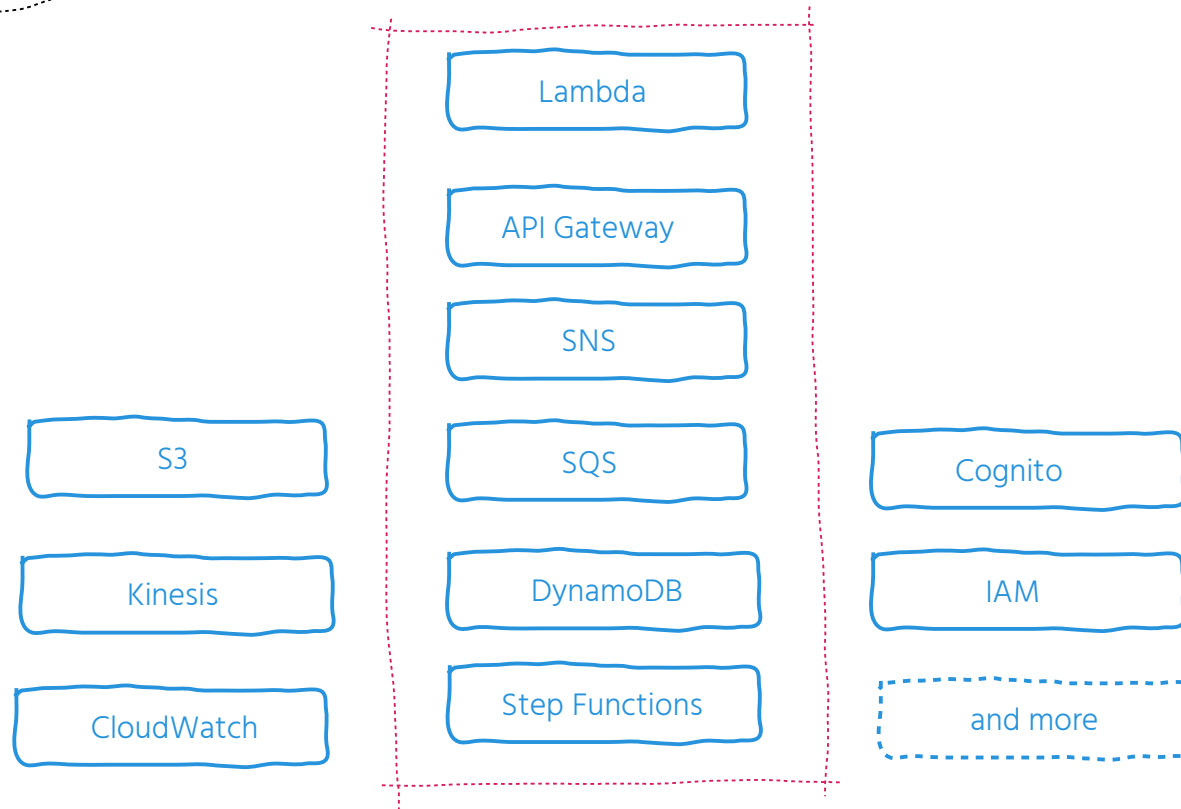 Lambda
API Gateway
SNS
S3
SQS
Cognito
Kinesis
DynamoDB
IAM
CloudWatch
Step Functions
and more